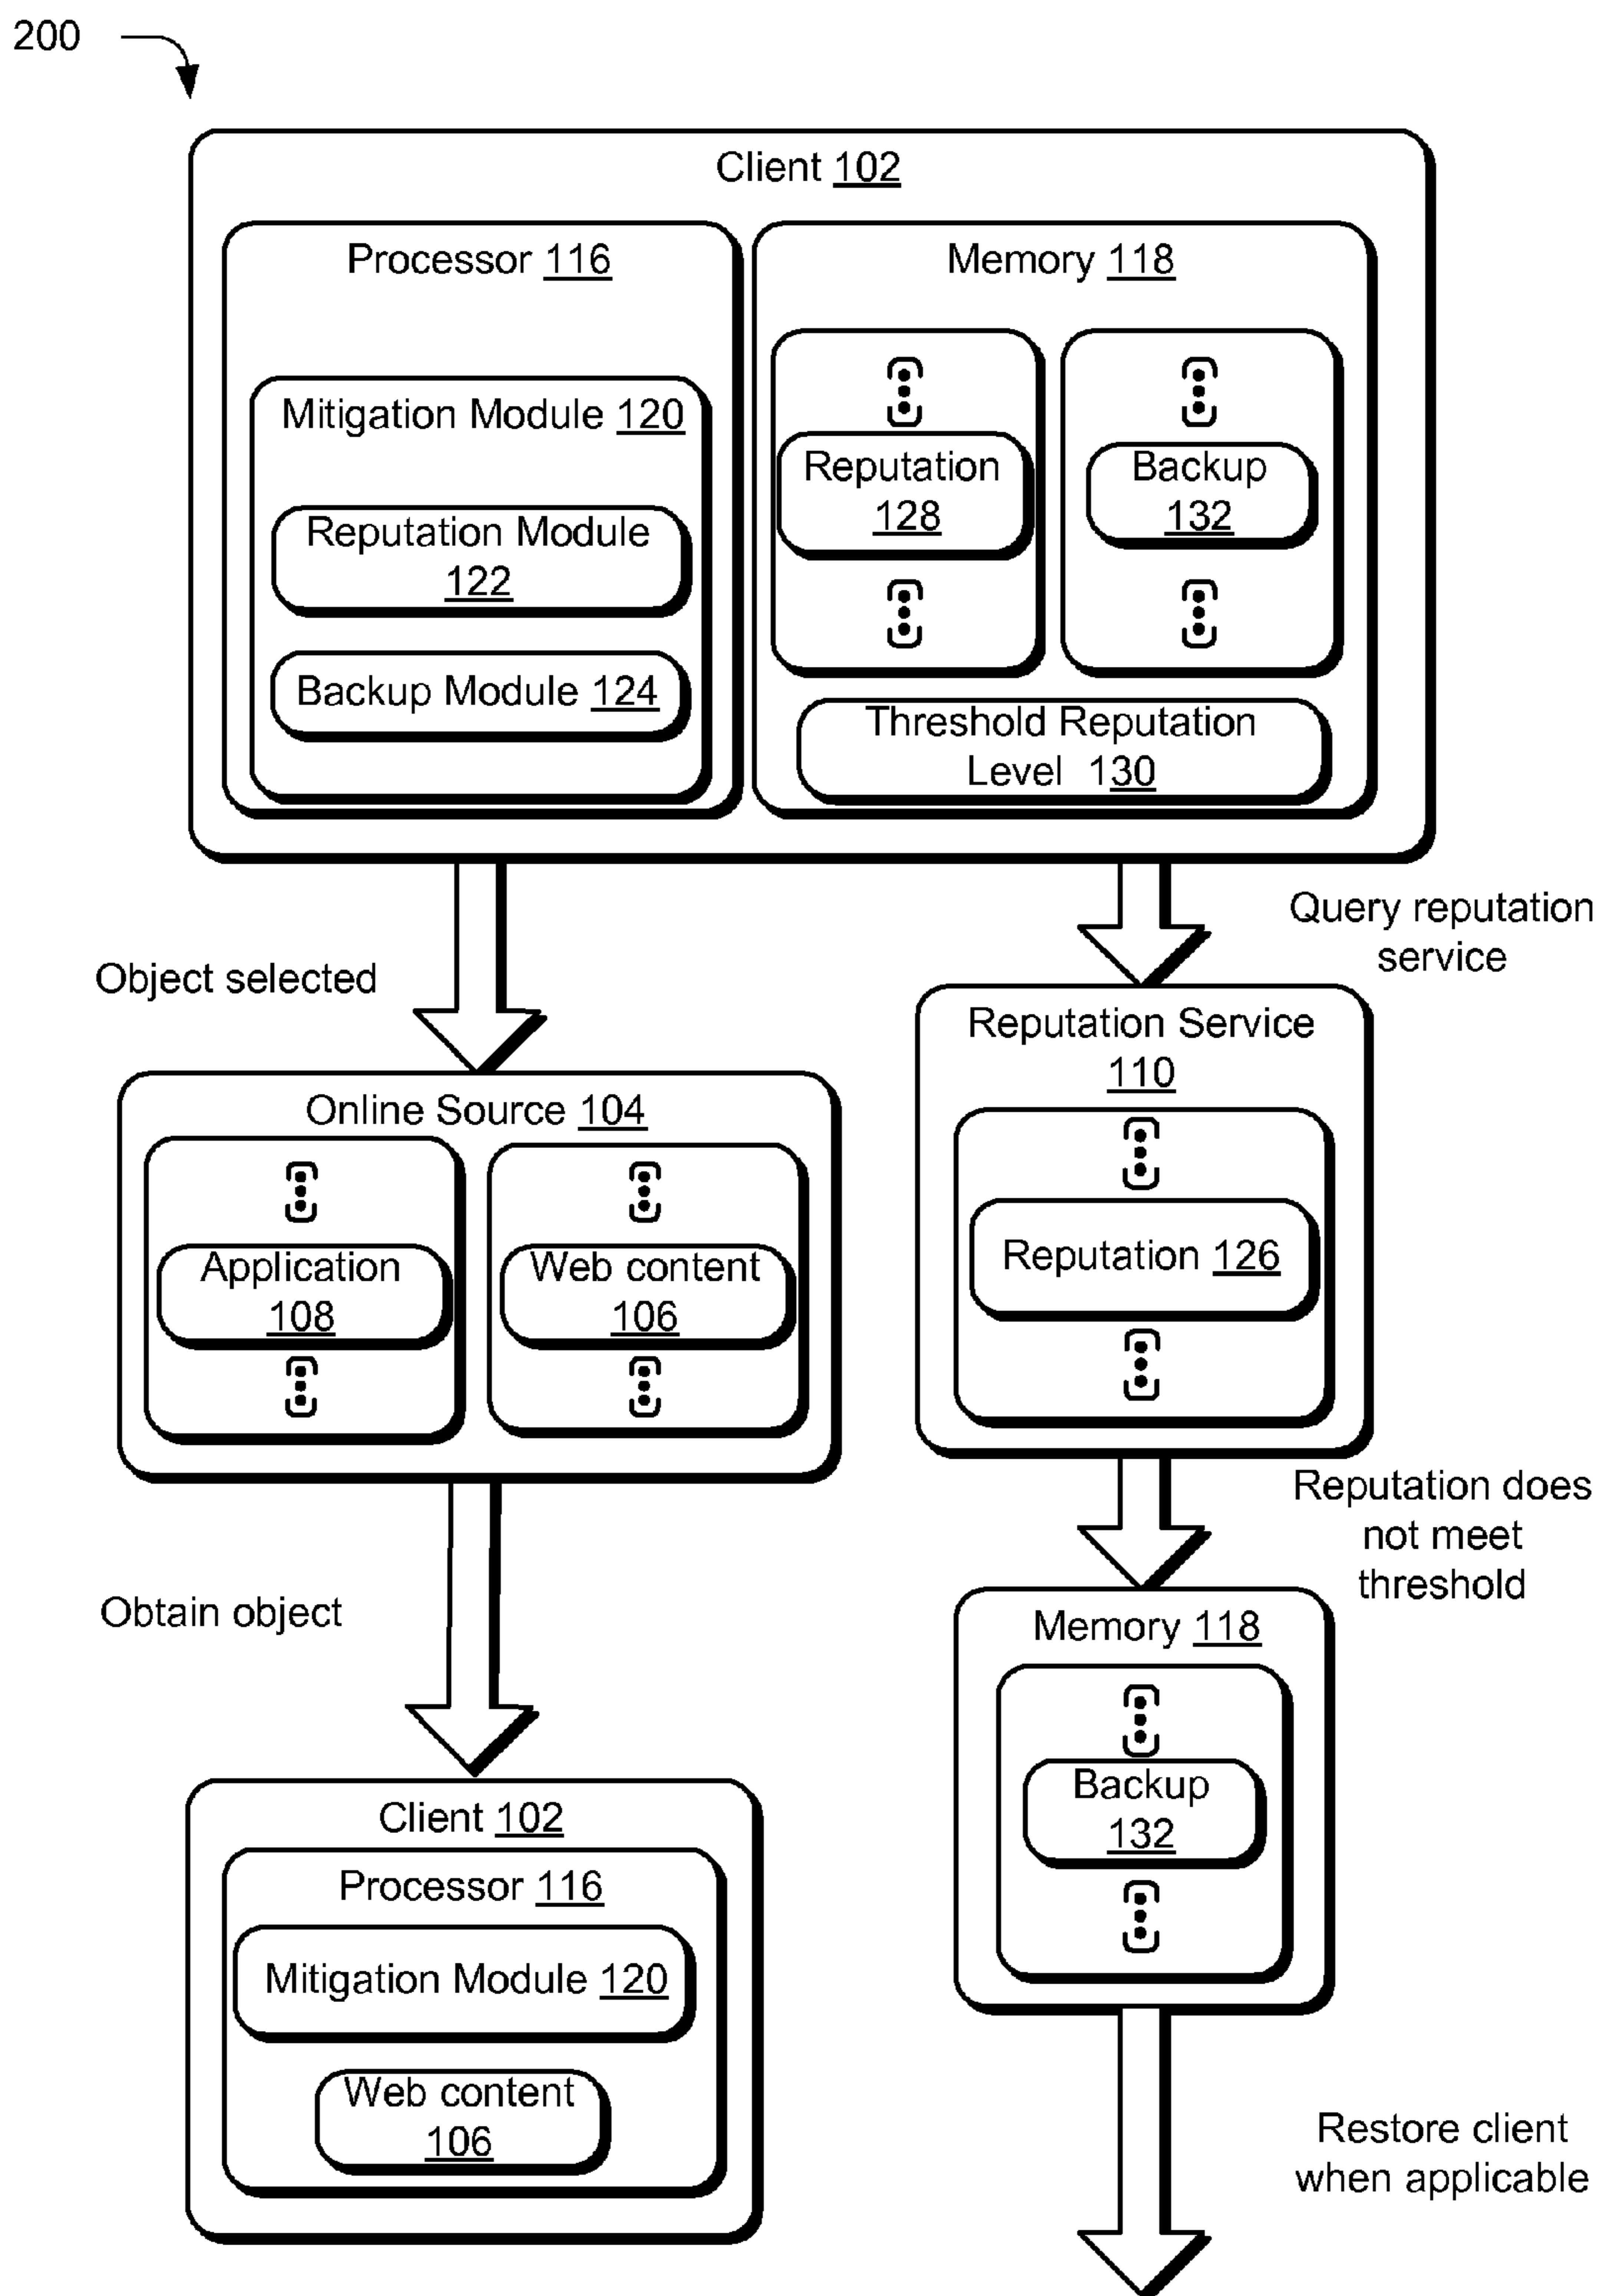 200
Client 102
Processor 116
Mitigation Module 120
Reputation Module
122
Backup Module 124
Memory 118
Reputation
128
Backup
132
Threshold Reputation
Level 130
Object selected
Query reputation
service
Online Source 104
Application
108
Web content
106
Reputation Service
110
Reputation 126
Obtain object
Reputation does
not meet
threshold
Client 102
Processor 116
Mitigation Module 120
Web content
106
Memory 118
Backup
132
Restore client
when applicable